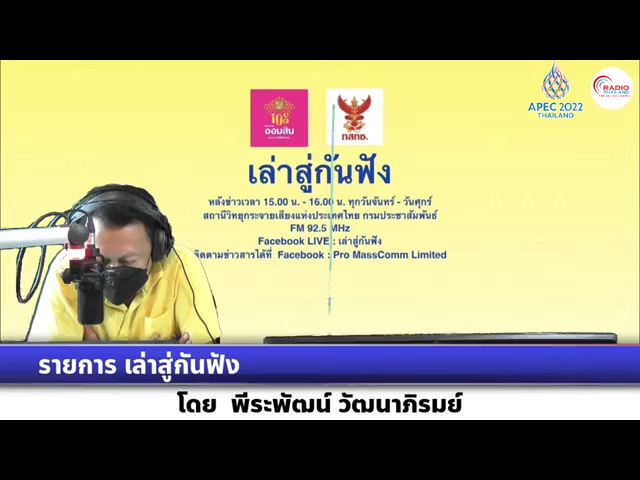 APEC 2022
THAILAND
RADIO
THAILAND
ออมสิน
กสทช.
เล่าสู่กันฟัง
หลังข่าวเวลา 15.00 น. - 16.00 น. ทุกวันจันทร์ - วันศุกร์
สถานีวิทยุกระจายเสียงแห่งประเทศไทย กรมประชาสัมพันธ์
FM 92.5 MHz
Facebook LIVE : เล่าสู่กันฟัง
ติดตามข่าวสารได้ที่ Facebook : Pro MassComm Limited
รายการ เล่าสู่กันฟัง
โดย พีระพัฒน์ วัฒนาภิรมย์